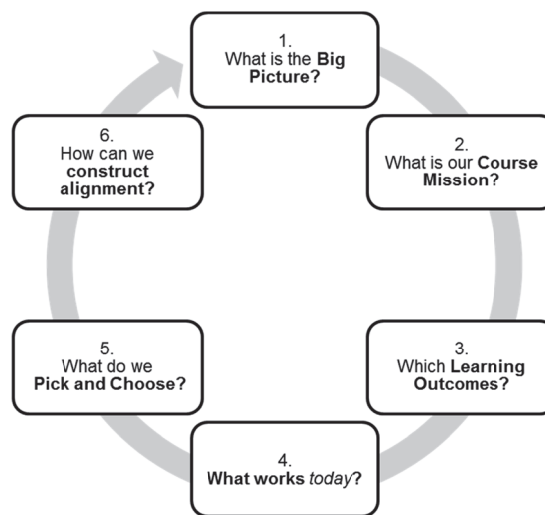 1.
What is the Big
Picture?
2.
What is our Course
Mission?
3.
Which Learning
Outcomes?
4.
What works today?
5.
What do we
Pick and Choose?
6.
How can we
construct
alignment?